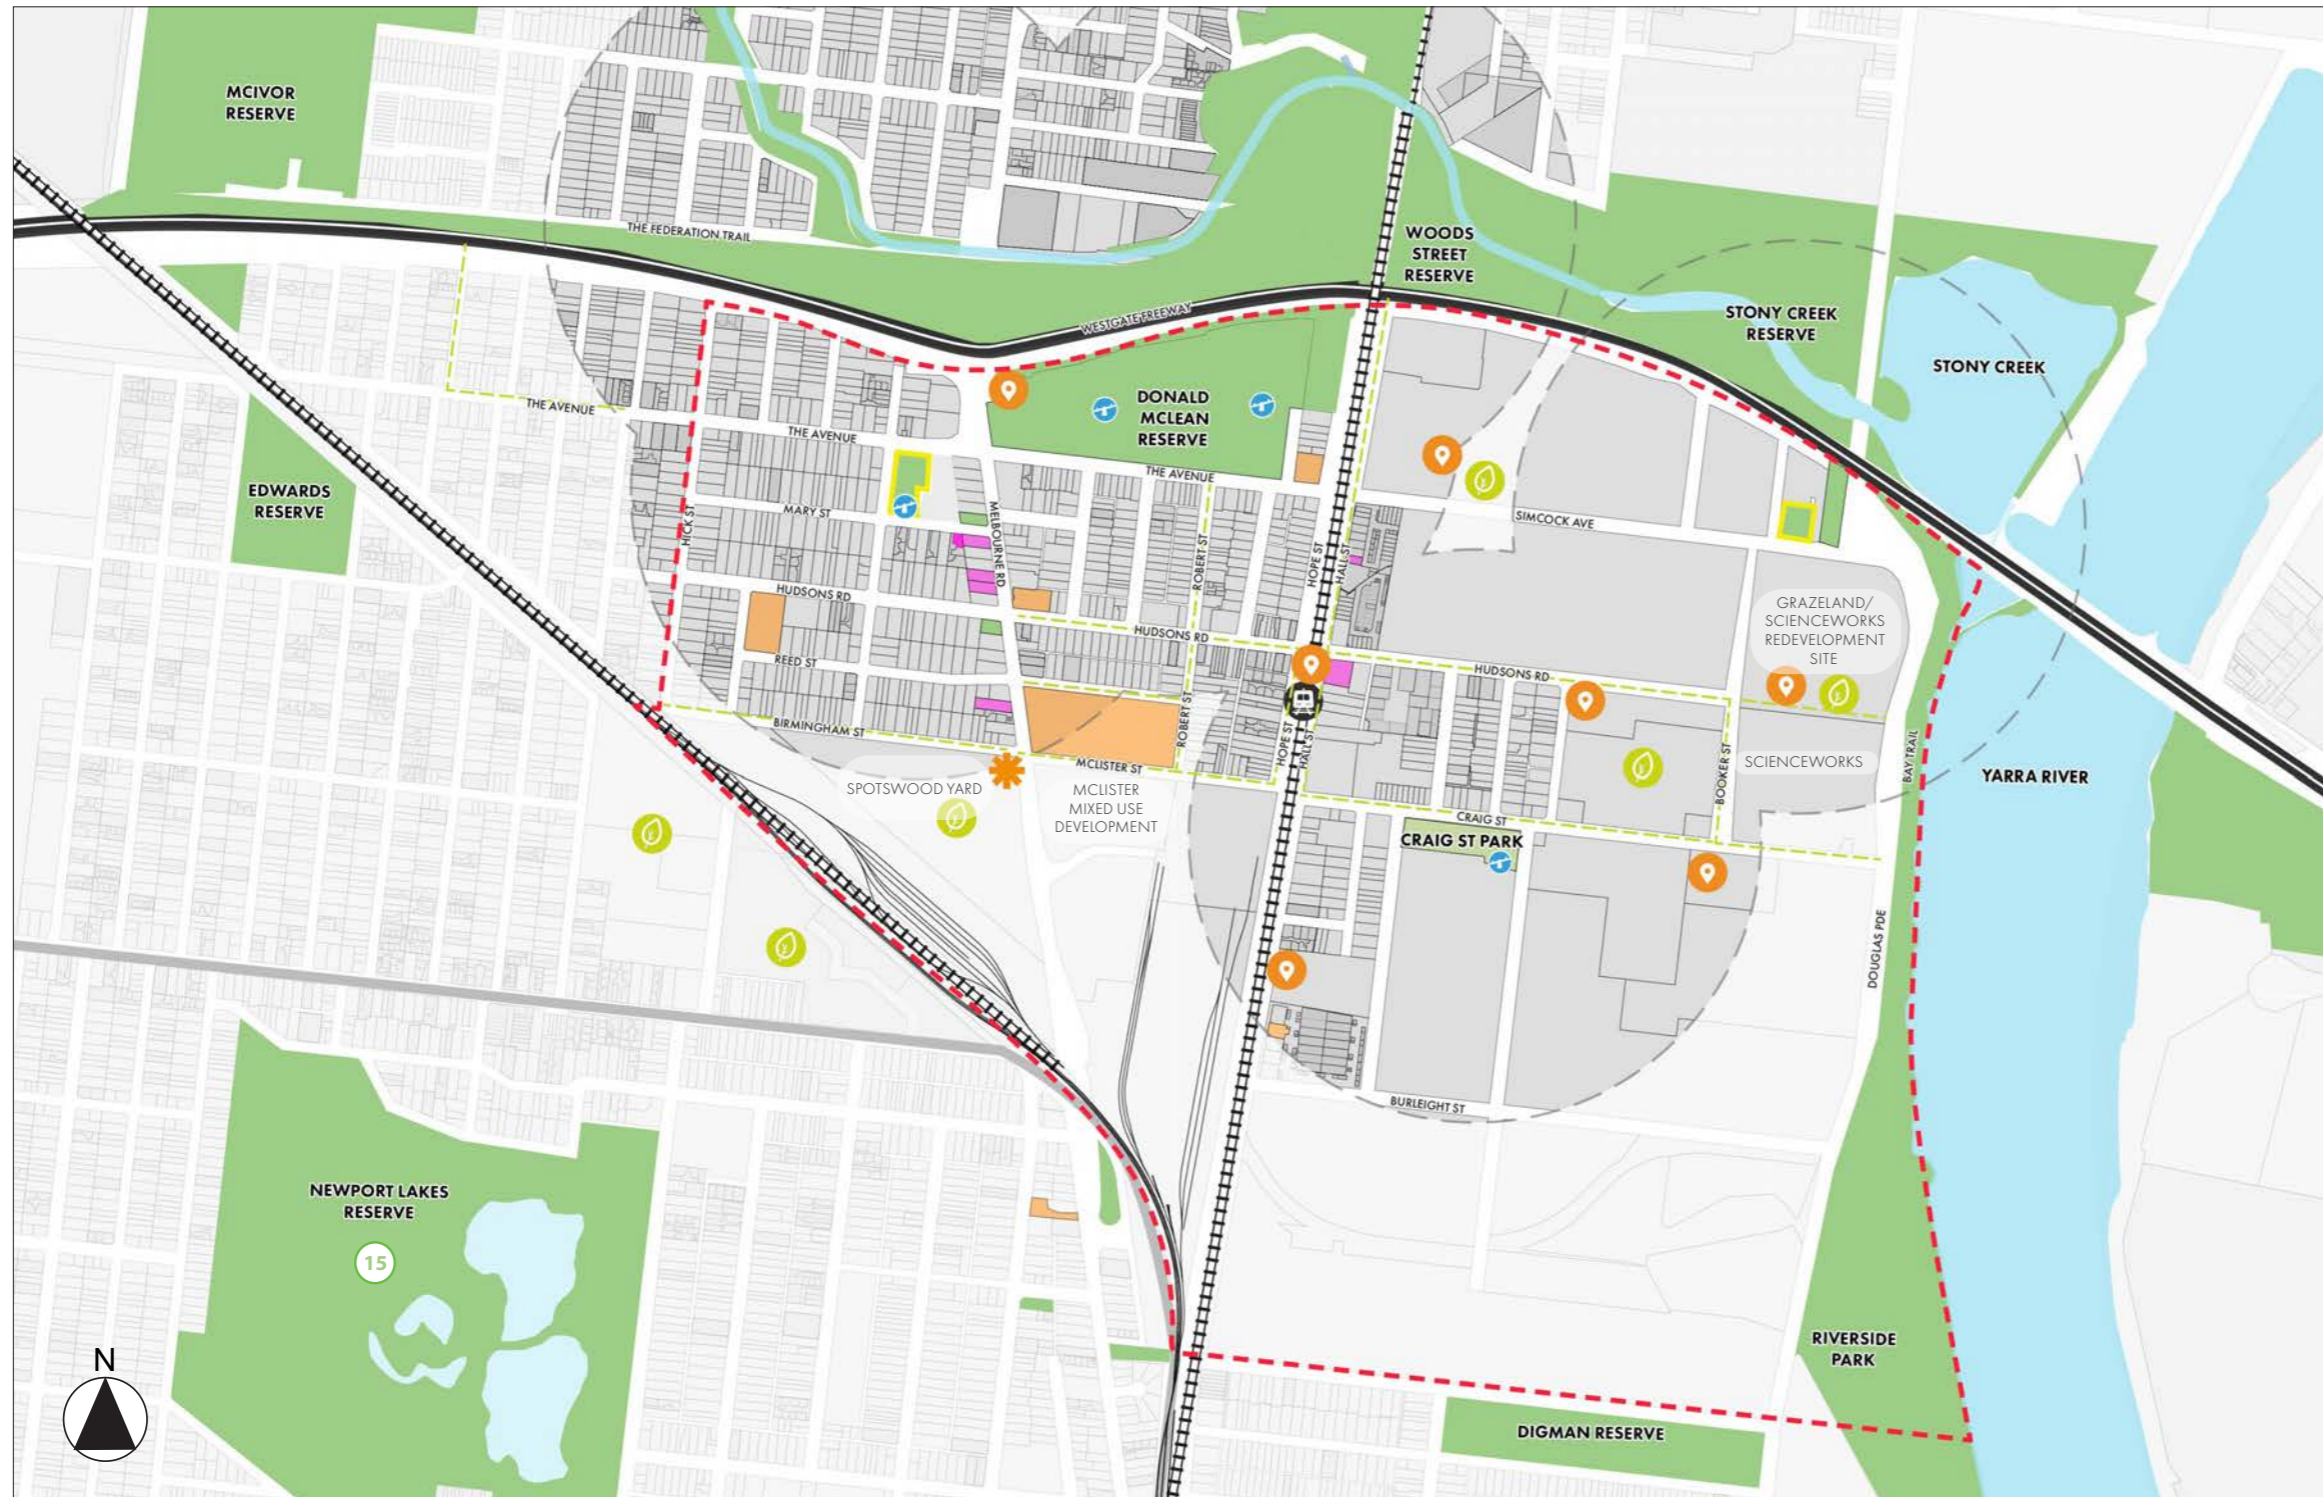 MCIVOR
RESERVE
THE FEDERATION TRAIL
WOODS
STREET
RESERVE
WESTGATE FREEWAY
STONY CREEK
RESERVE
STONY CREEK
DONALD
MCLEAN
RESERVE
THE AVENUE
THE AVENUE
THE AVENUE
EDWARDS
RESERVE
HICK ST
MARY ST
MELBOURNE RD
ROBERT ST
HOPE ST
HALL ST
SIMCOCK AVE
HUDSONS RD
HUDSONS RD
HUDSONS RD
GRAZELAND/
SCIENCEWORKS
REDEVELOPMENT
SITE
REED ST
BIRMINGHAM ST
ROBERT ST
HOPE ST
HALL ST
BOOKER ST
SCIENCEWORKS
BAY TRAIL
YARRA RIVER
MCLISTER ST
SPOTSWOOD YARD
MCLISTER
MIXED USE
DEVELOPMENT
CRAIG ST
CRAIG ST PARK
DOUGLAS PDE
BURLEIGHT ST
NEWPORT LAKES
RESERVE
15
RIVERSIDE
PARK
N
DIGMAN RESERVE